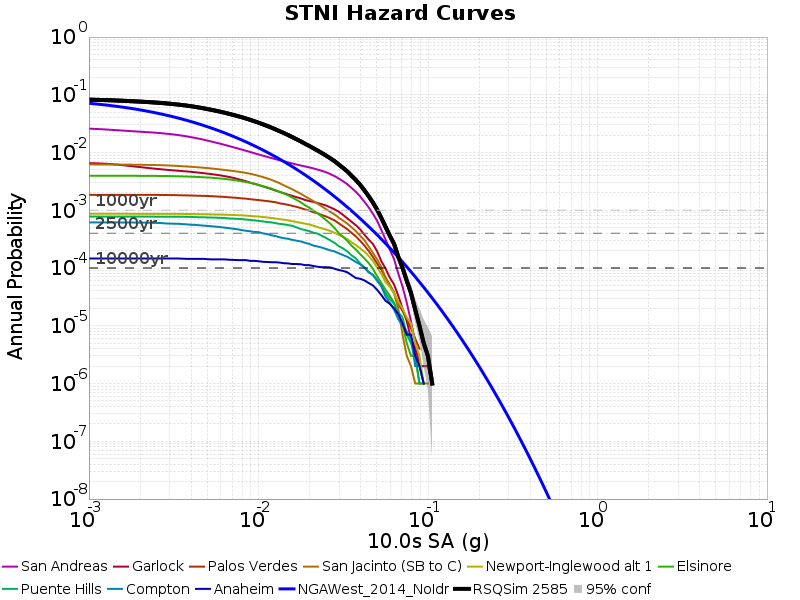 STNI Hazard Curves
10^0
10^-1
10^-2
10^-3
10^-4
10^-5
10^-6
10^-7
10^-8
Annual Probability
1000yr
2500yr
10000yr
10^-3 10^-2 10^-1 10^0 10^1
10.0s SA (g)
San Andreas Garlock Palos Verdes San Jacinto (SB to C) Newport-Inglewood alt 1 Elsinore
Puente Hills Compton Anaheim NGAWest_2014_NoIdr RSQSim 2585 95% conf